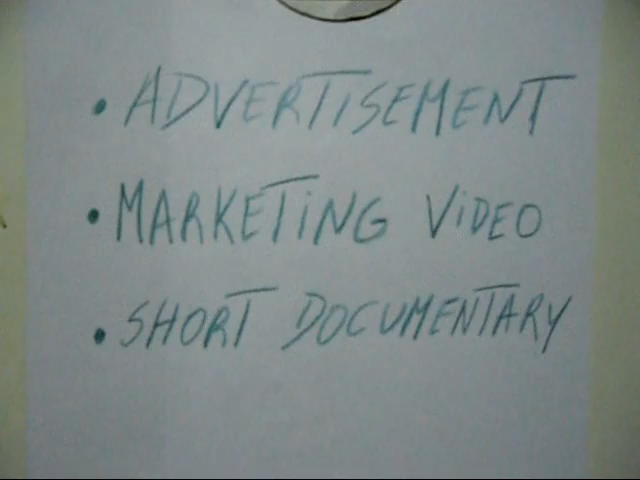 • ADVERTISEMENT
• MARKETING VIDEO
• SHORT DOCUMENTARY